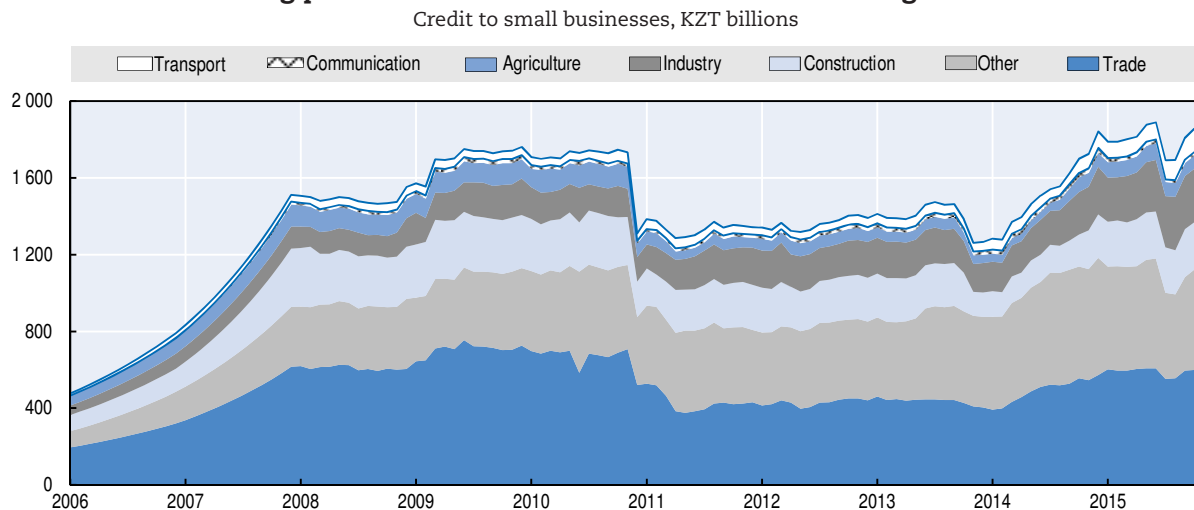 Credit to small businesses, KZT billions
Transport Communication Agriculture Industry Construction Other Trade
2 000
1 600
1 200
800
400
0
2006 2007 2008 2009 2010 2011 2012 2013 2014 2015